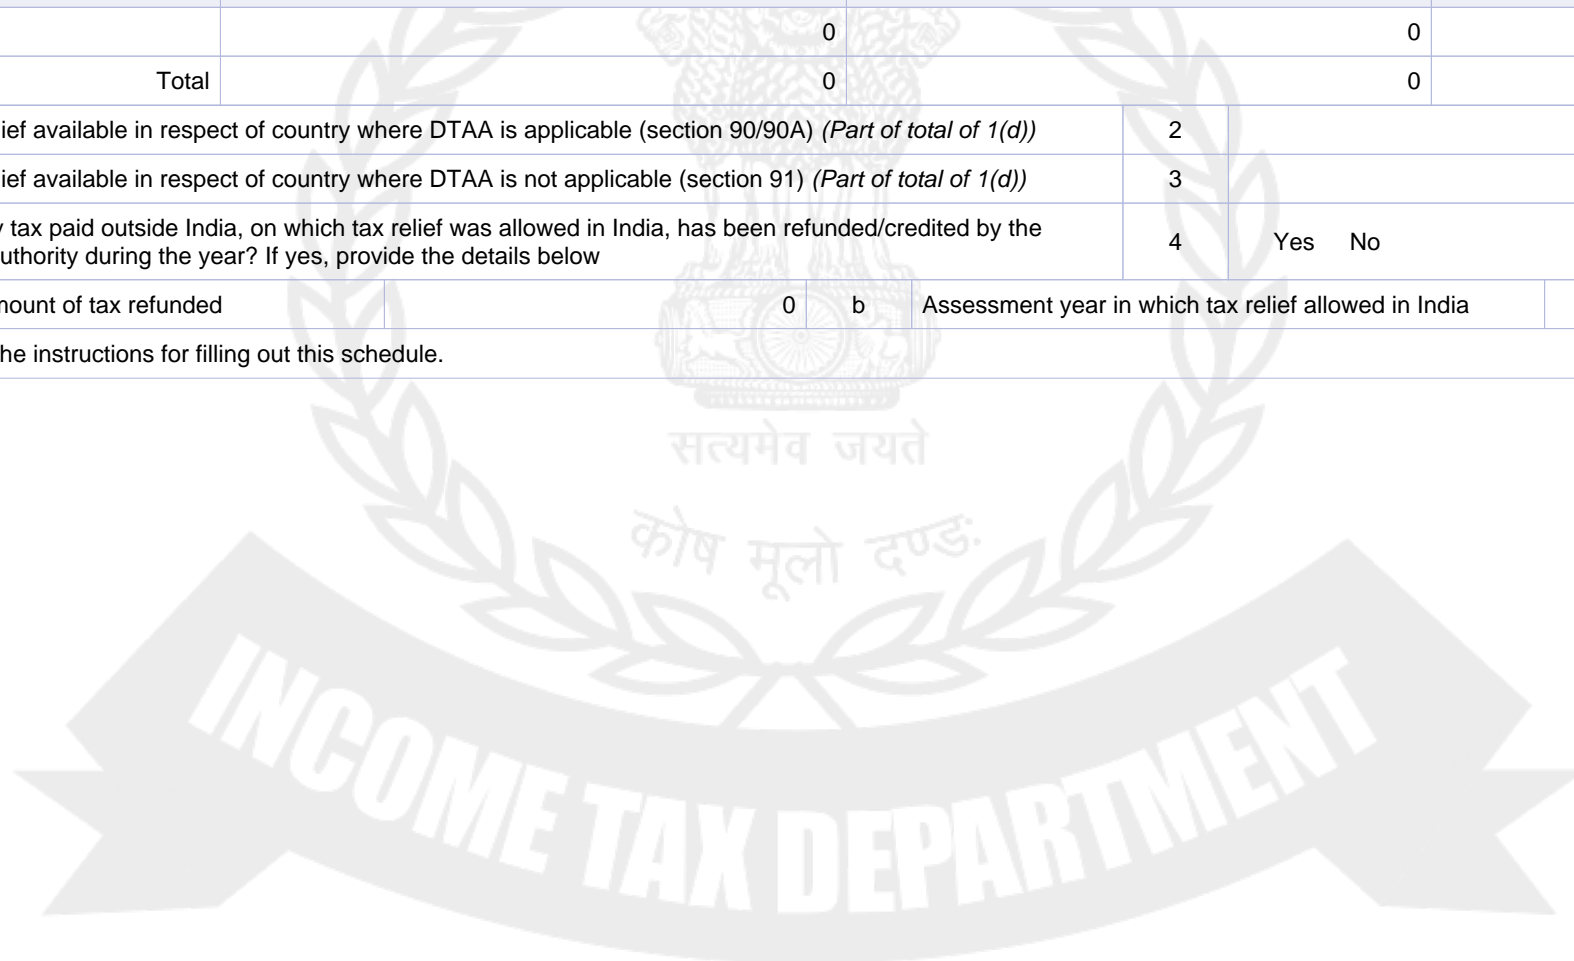 0 0
Total 0 0
ief available in respect of country where DTAA is applicable (section 90/90A) (Part of total of 1(d)) 2
ief available in respect of country where DTAA is not applicable (section 91) (Part of total of 1(d)) 3
tax paid outside India, on which tax relief was allowed in India, has been refunded/credited by the
uthority during the year? If yes, provide the details below 4 Yes No
mount of tax refunded 0 b Assessment year in which tax relief allowed in India
he instructions for filling out this schedule.
सत्यमेव जयते
कोष मूलो दण्ड:
INCOME TAX DEPARTMENT